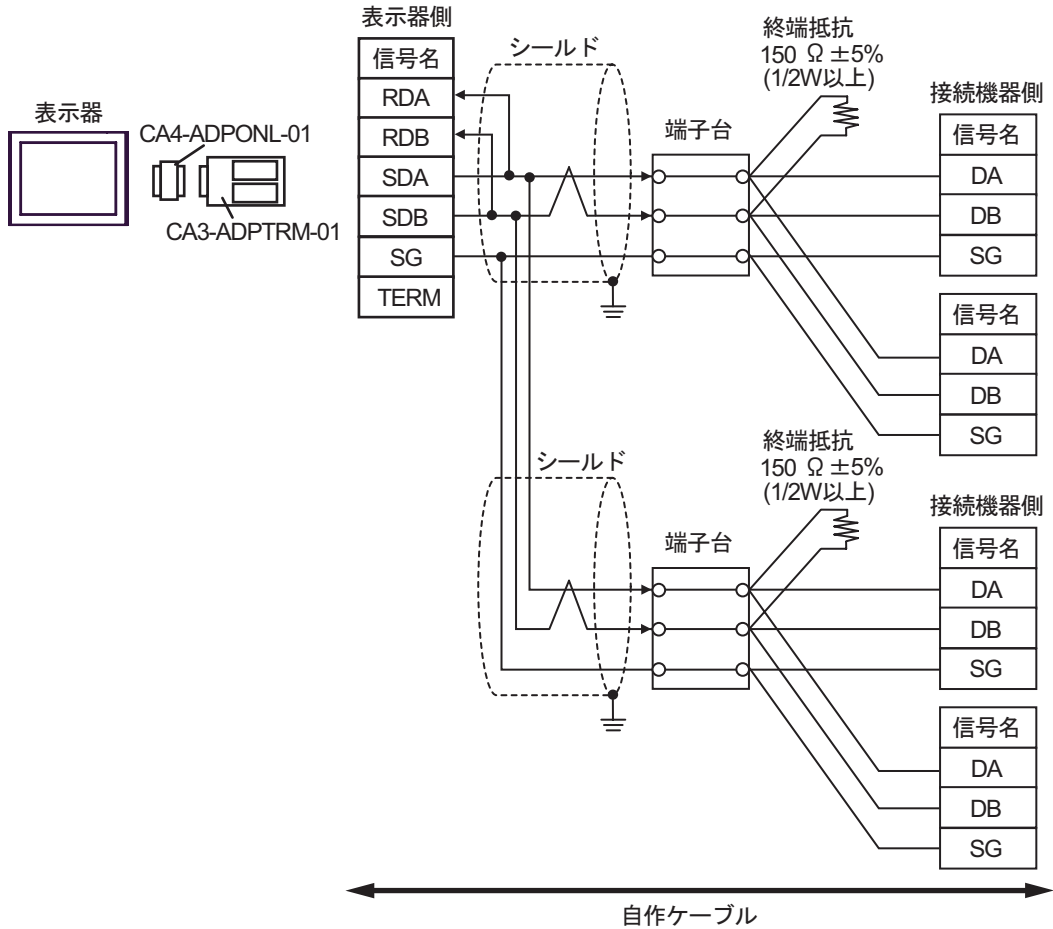 表示器
CA4-ADPONL-01
CA3-ADPTRM-01
表示器側
信号名
RDA
RDB
SDA
SDB
SG
TERM
シールド
端子台
終端抵抗
150 Ω ±5%
(1/2W以上)
接続機器側
信号名
DA
DB
SG
信号名
DA
DB
SG
シールド
端子台
終端抵抗
150 Ω ±5%
(1/2W以上)
接続機器側
信号名
DA
DB
SG
信号名
DA
DB
SG
自作ケーブル